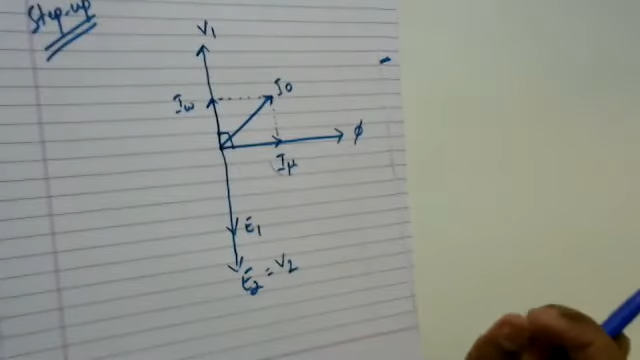 Step-up
V1
Iw
I0
ϕ
Iμ
E1
E2 = V2